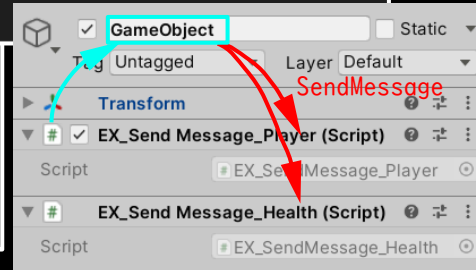 GameObject Static
Tag Untagged Layer Default
SendMessage
Transform
# EX_Send Message_Player (Script)
Script # EX_SendMessage_Player
# EX_Send Message_Health (Script)
Script # EX_SendMessage_Health